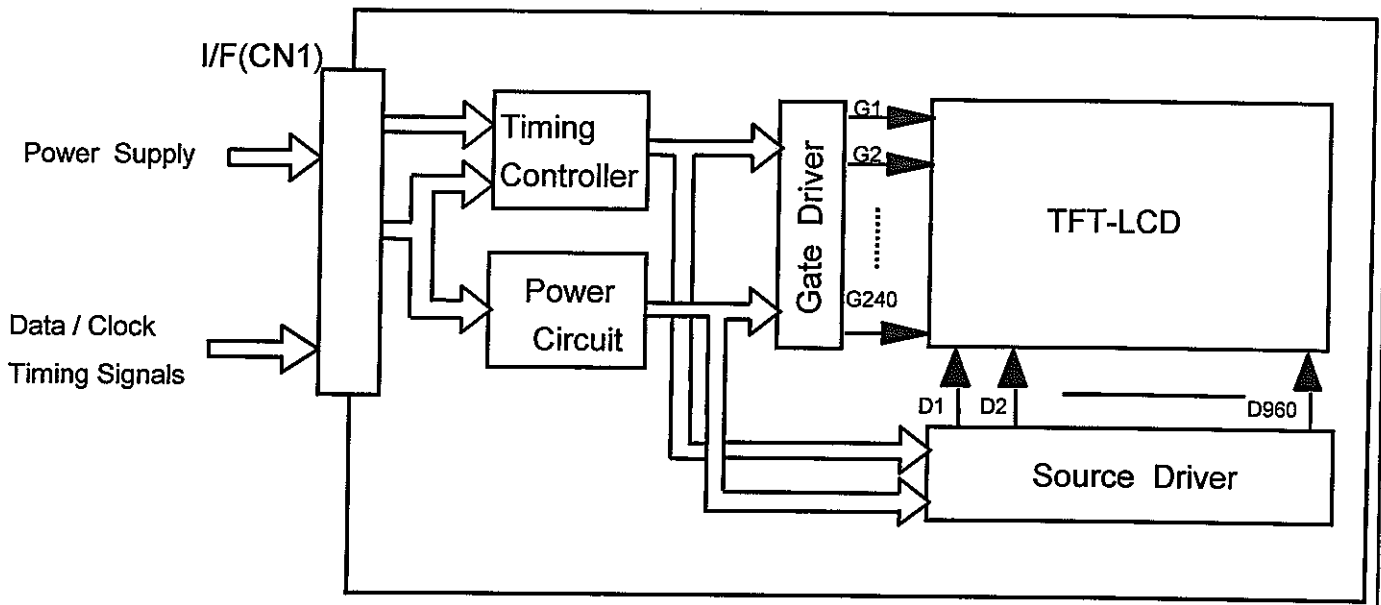 I/F(CN1)
Power Supply
Data / Clock
Timing Signals
Timing
Controller
Power
Circuit
Gate Driver
G1
G2
G240
TFT-LCD
D1
D2
D960
Source Driver